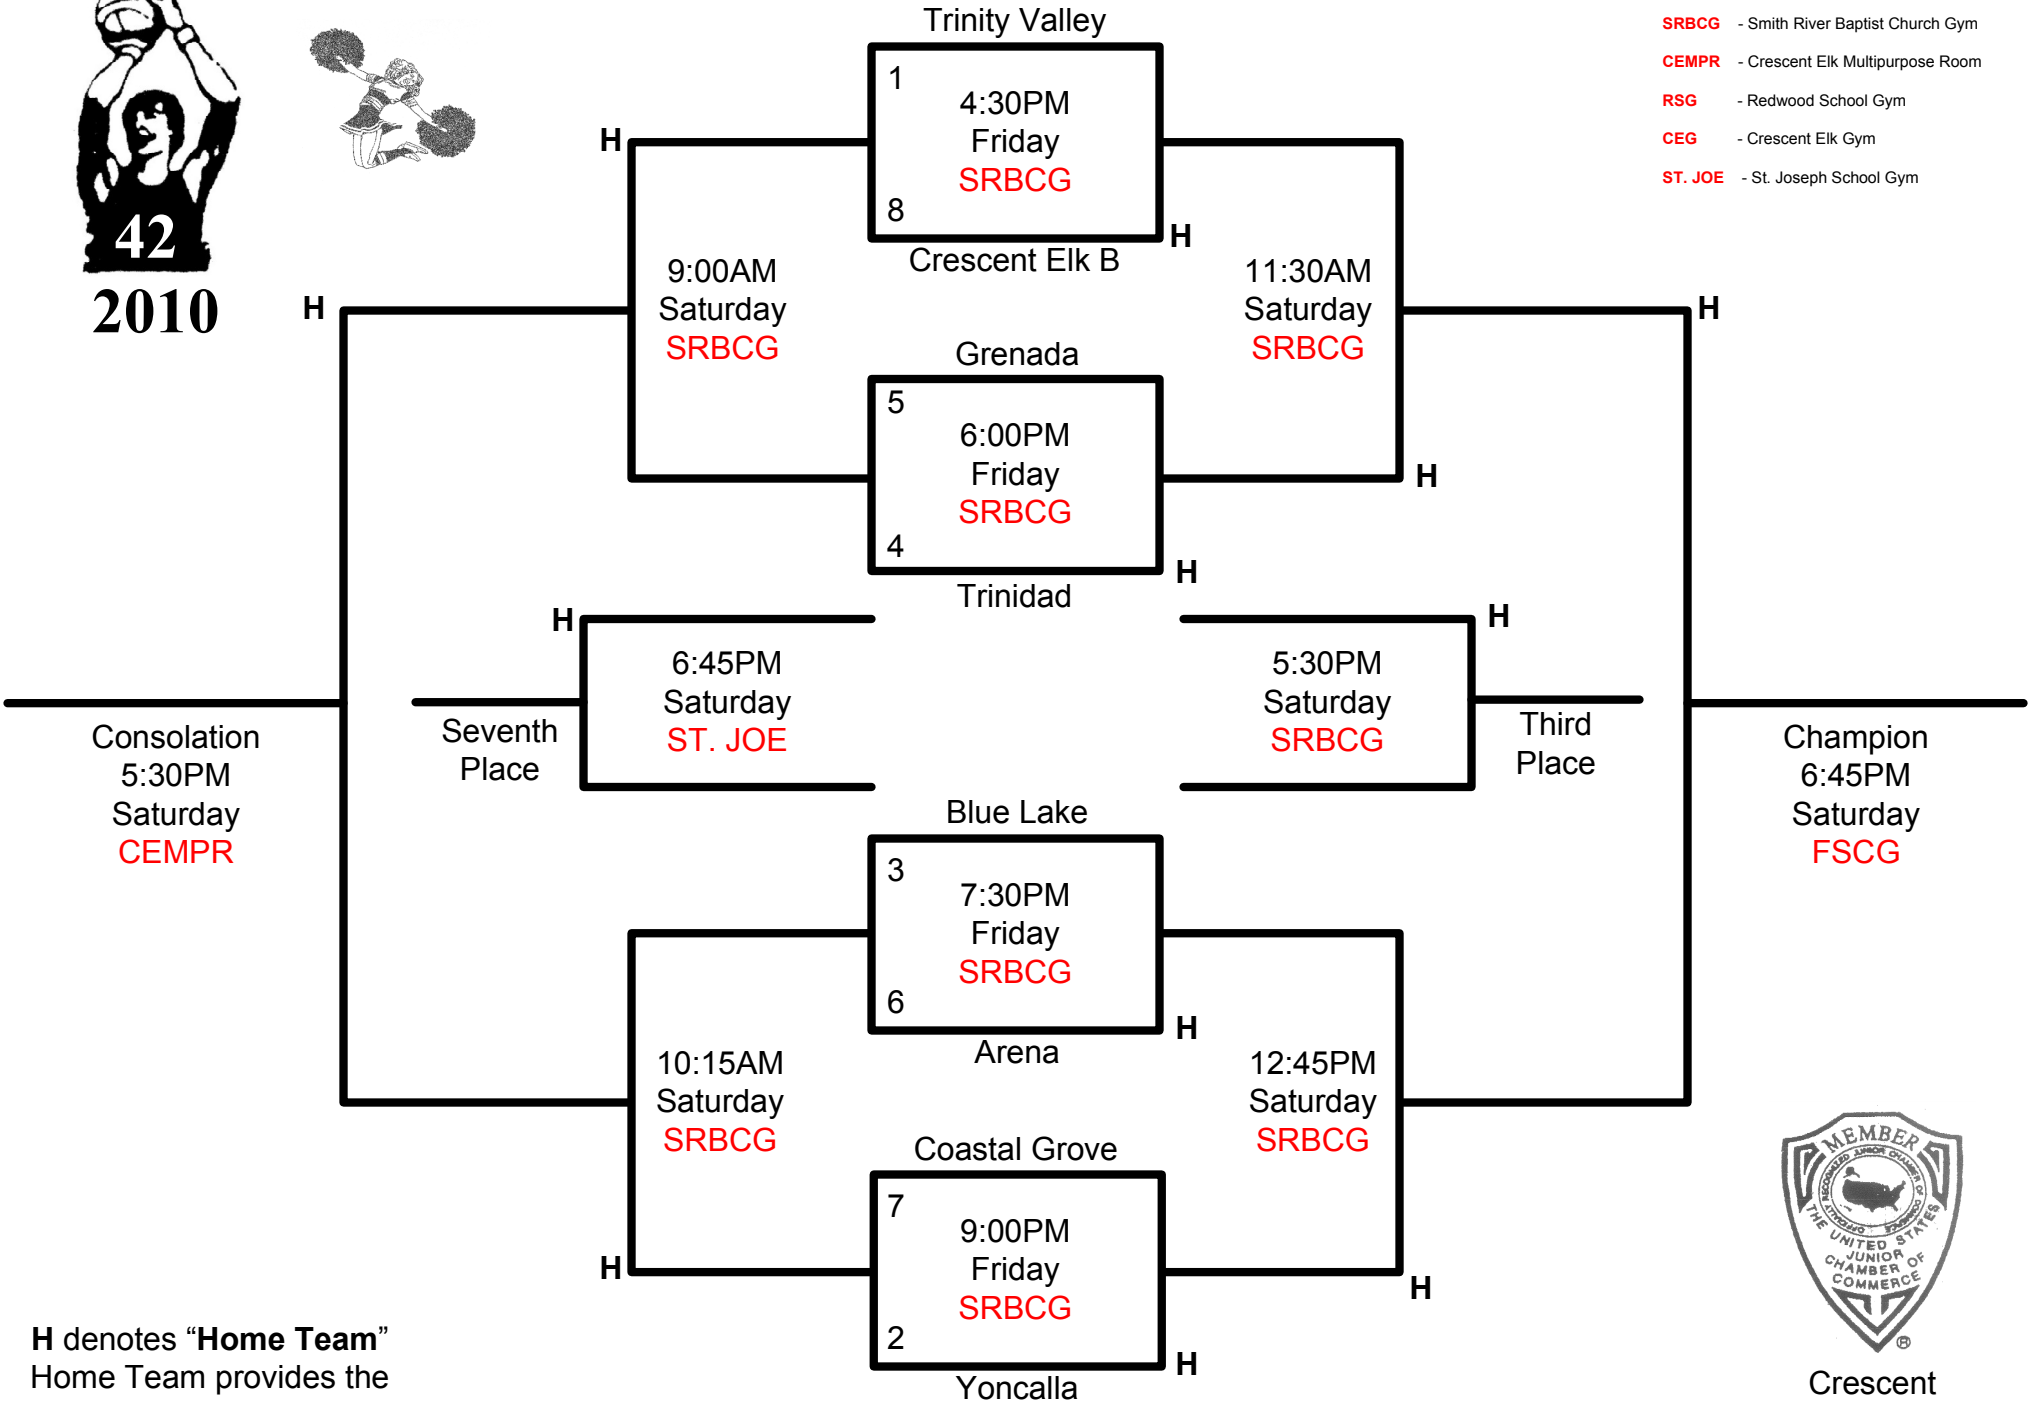 42
2010
SRBCG - Smith River Baptist Church Gym
CEMPR - Crescent Elk Multipurpose Room
RSG - Redwood School Gym
CEG - Crescent Elk Gym
ST. JOE - St. Joseph School Gym
Trinity Valley
1
4:30PM
Friday
SRBCG
8
Crescent Elk B
H
H
9:00AM
Saturday
SRBCG
11:30AM
Saturday
SRBCG
H
H
Grenada
5
6:00PM
Friday
SRBCG
4
Trinidad
H
H
H
6:45PM
Saturday
ST. JOE
Seventh
Place
H
5:30PM
Saturday
SRBCG
Third
Place
Consolation
5:30PM
Saturday
CEMPR
Champion
6:45PM
Saturday
FSCG
Blue Lake
3
7:30PM
Friday
SRBCG
6
Arena
H
10:15AM
Saturday
SRBCG
12:45PM
Saturday
SRBCG
Coastal Grove
7
9:00PM
Friday
SRBCG
2
Yoncalla
H
H
H
H denotes “Home Team”
Home Team provides the
MEMBER
OFFICIALLY RECOGNIZED JUNIOR CHAMBER OF COMMERCE
THE UNITED STATES
JUNIOR
CHAMBER OF
COMMERCE
®
Crescent